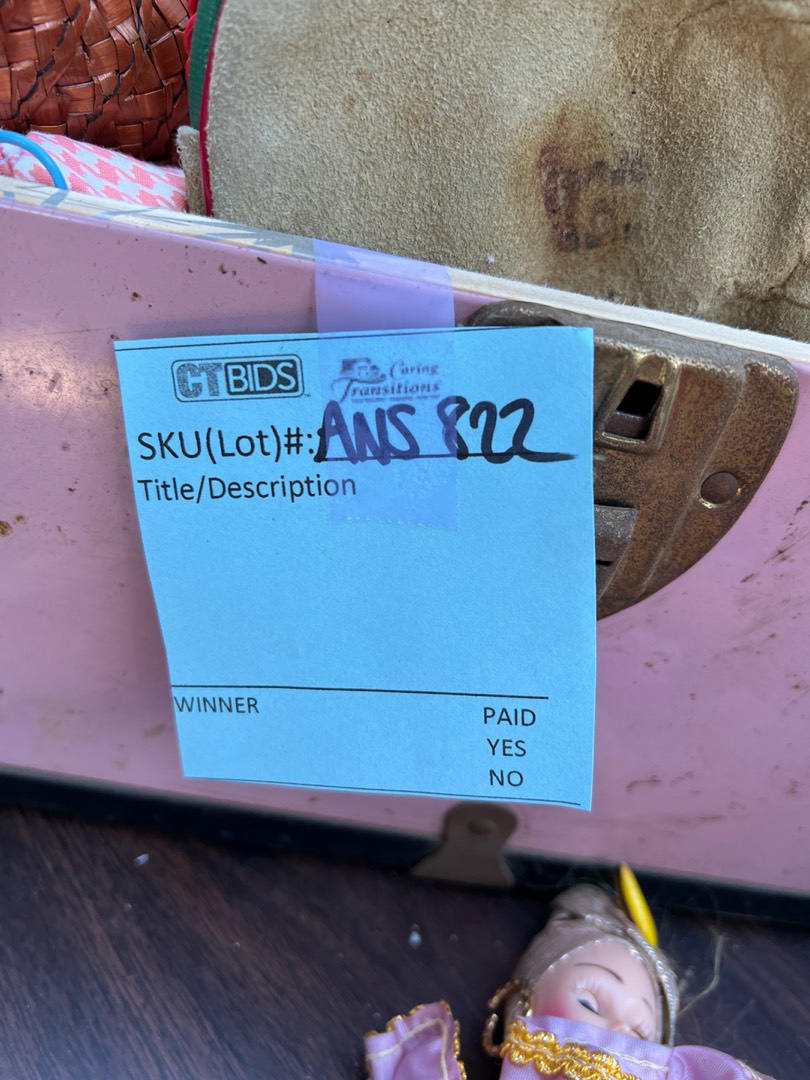 CTBIDS
Caring
Transitions
SKU(Lot)#: ANS 822
Title/Description
WINNER
PAID
YES
NO